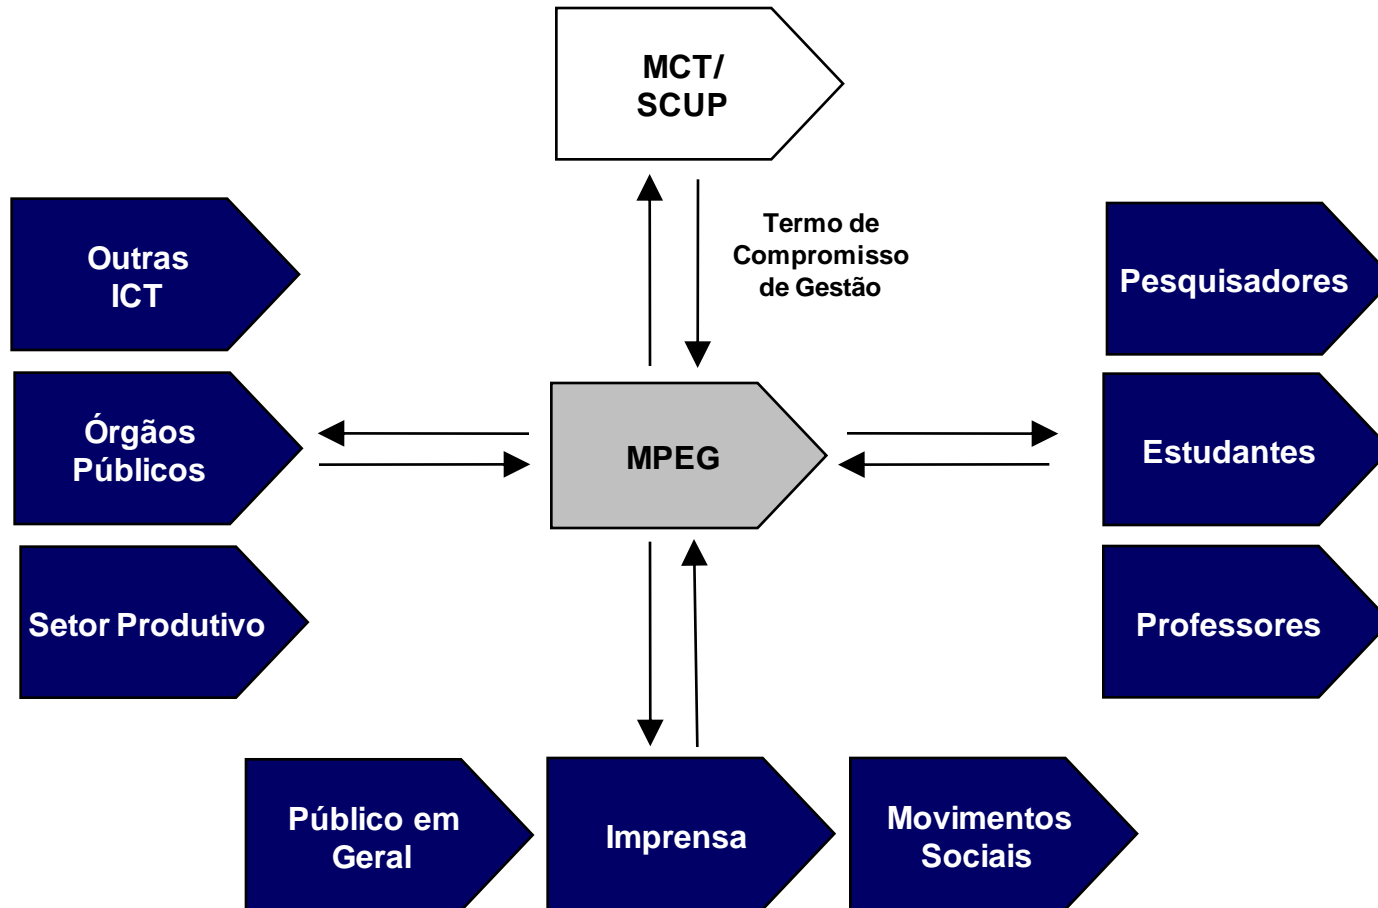 MCT/
SCUP
Termo de
Compromisso
de Gestão
Outras
ICT
Pesquisadores
Órgãos
Públicos
MPEG
Estudantes
Setor Produtivo
Professores
Público em
Geral
Imprensa
Movimentos
Sociais